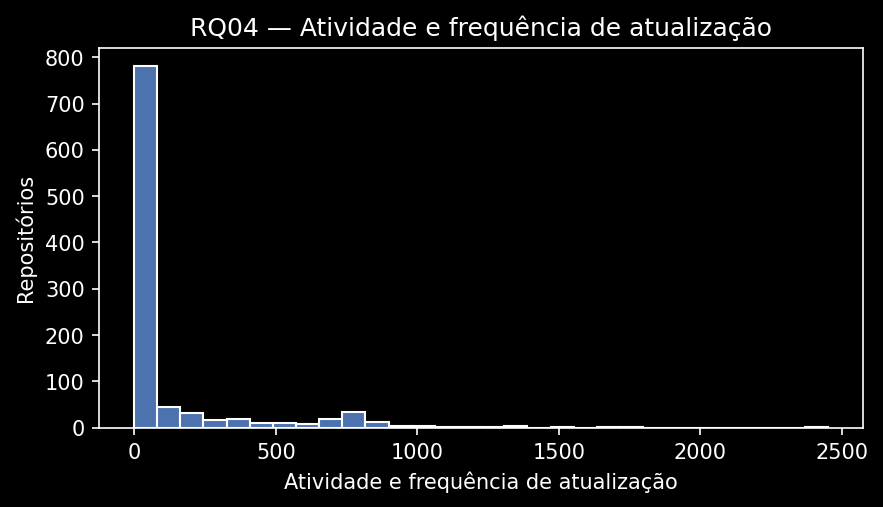 RQ04 — Atividade e frequência de atualização
800
700
600
500
400
300
200
100
0
Repositórios
0 500 1000 1500 2000 2500
Atividade e frequência de atualização